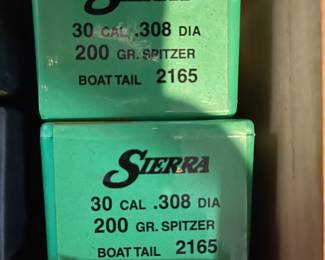 SIERRA
30 CAL .308 DIA
200 GR. SPITZER
BOAT TAIL 2165
SIERRA
30 CAL .308 DIA
200 GR. SPITZER
BOAT TAIL 2165